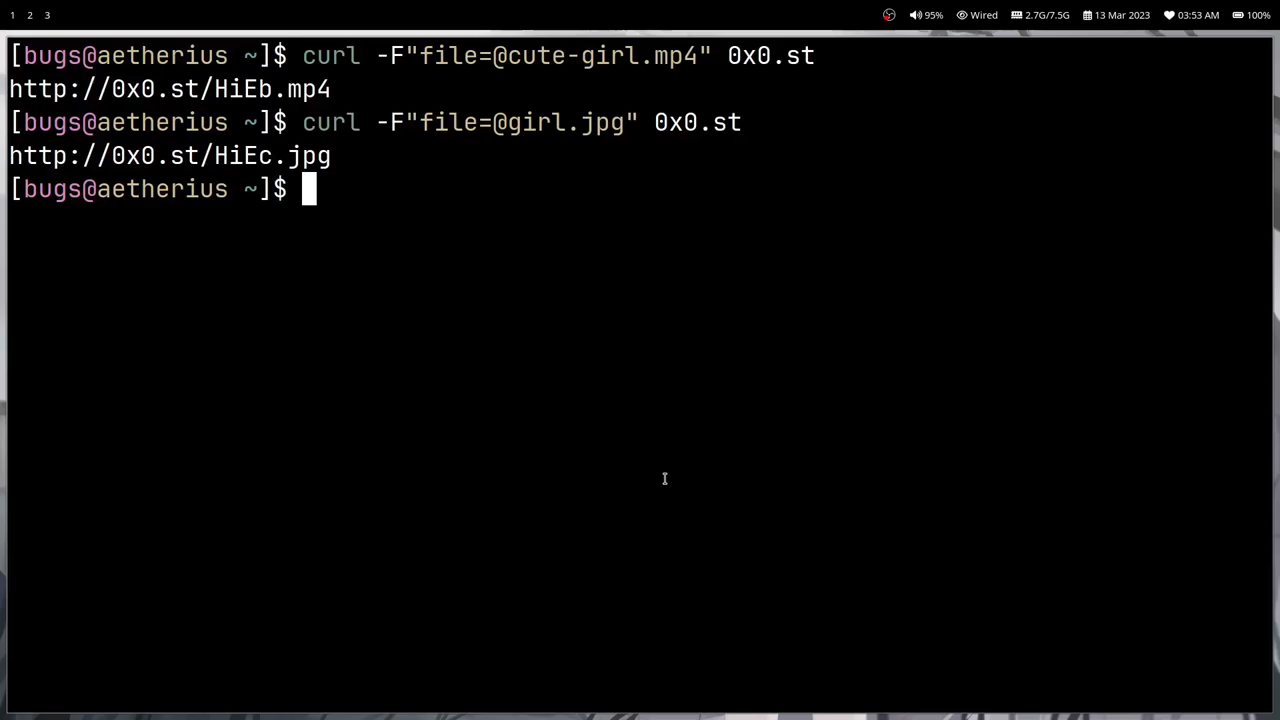 1 2 3 95% Wired 2.7G/7.5G 13 Mar 2023 03:53 AM 100%
[bugs@aetherius ~]$ curl -F"file=@cute-girl.mp4" 0x0.st
http://0x0.st/HiEb.mp4
[bugs@aetherius ~]$ curl -F"file=@girl.jpg" 0x0.st
http://0x0.st/HiEc.jpg
[bugs@aetherius ~]$